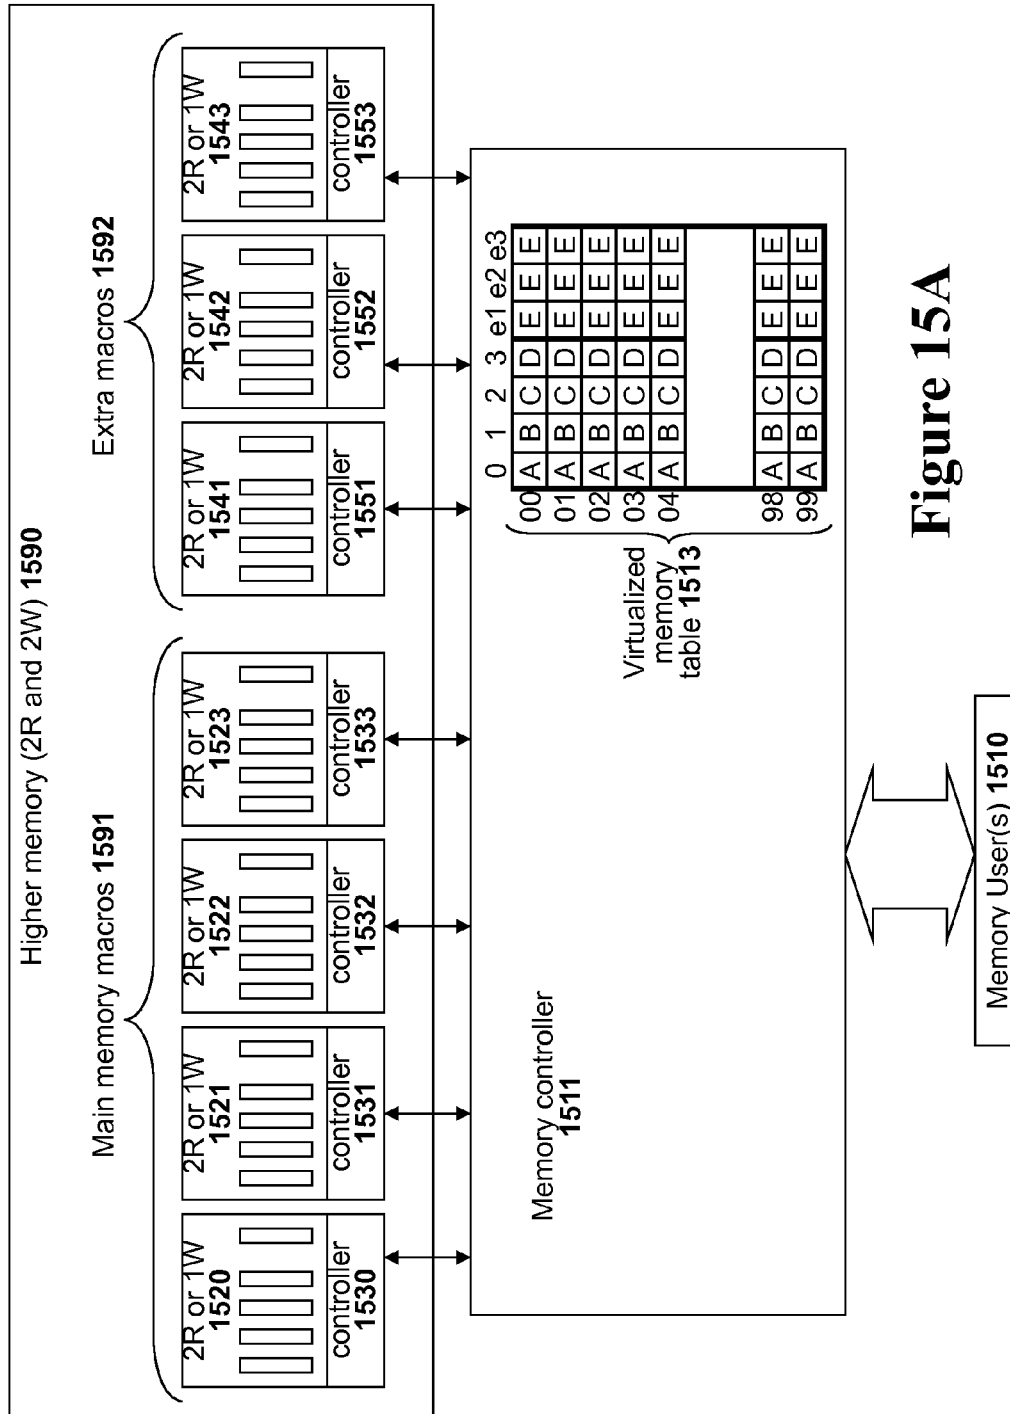 Higher memory (2R and 2W) 1590
Main memory macros 1591
Extra macros 1592
2R or 1W
1520
controller
1530
2R or 1W
1521
controller
1531
2R or 1W
1522
controller
1532
2R or 1W
1523
controller
1533
2R or 1W
1541
controller
1551
2R or 1W
1542
controller
1552
2R or 1W
1543
controller
1553
Memory controller
1511
Virtualized
memory
table 1513
0 1 2 3 e1 e2 e3
00 A B C D E E E
01 A B C D E E E
02 A B C D E E E
03 A B C D E E E
04 A B C D E E E
98 A B C D E E E
99 A B C D E E E
Memory User(s) 1510
Figure 15A